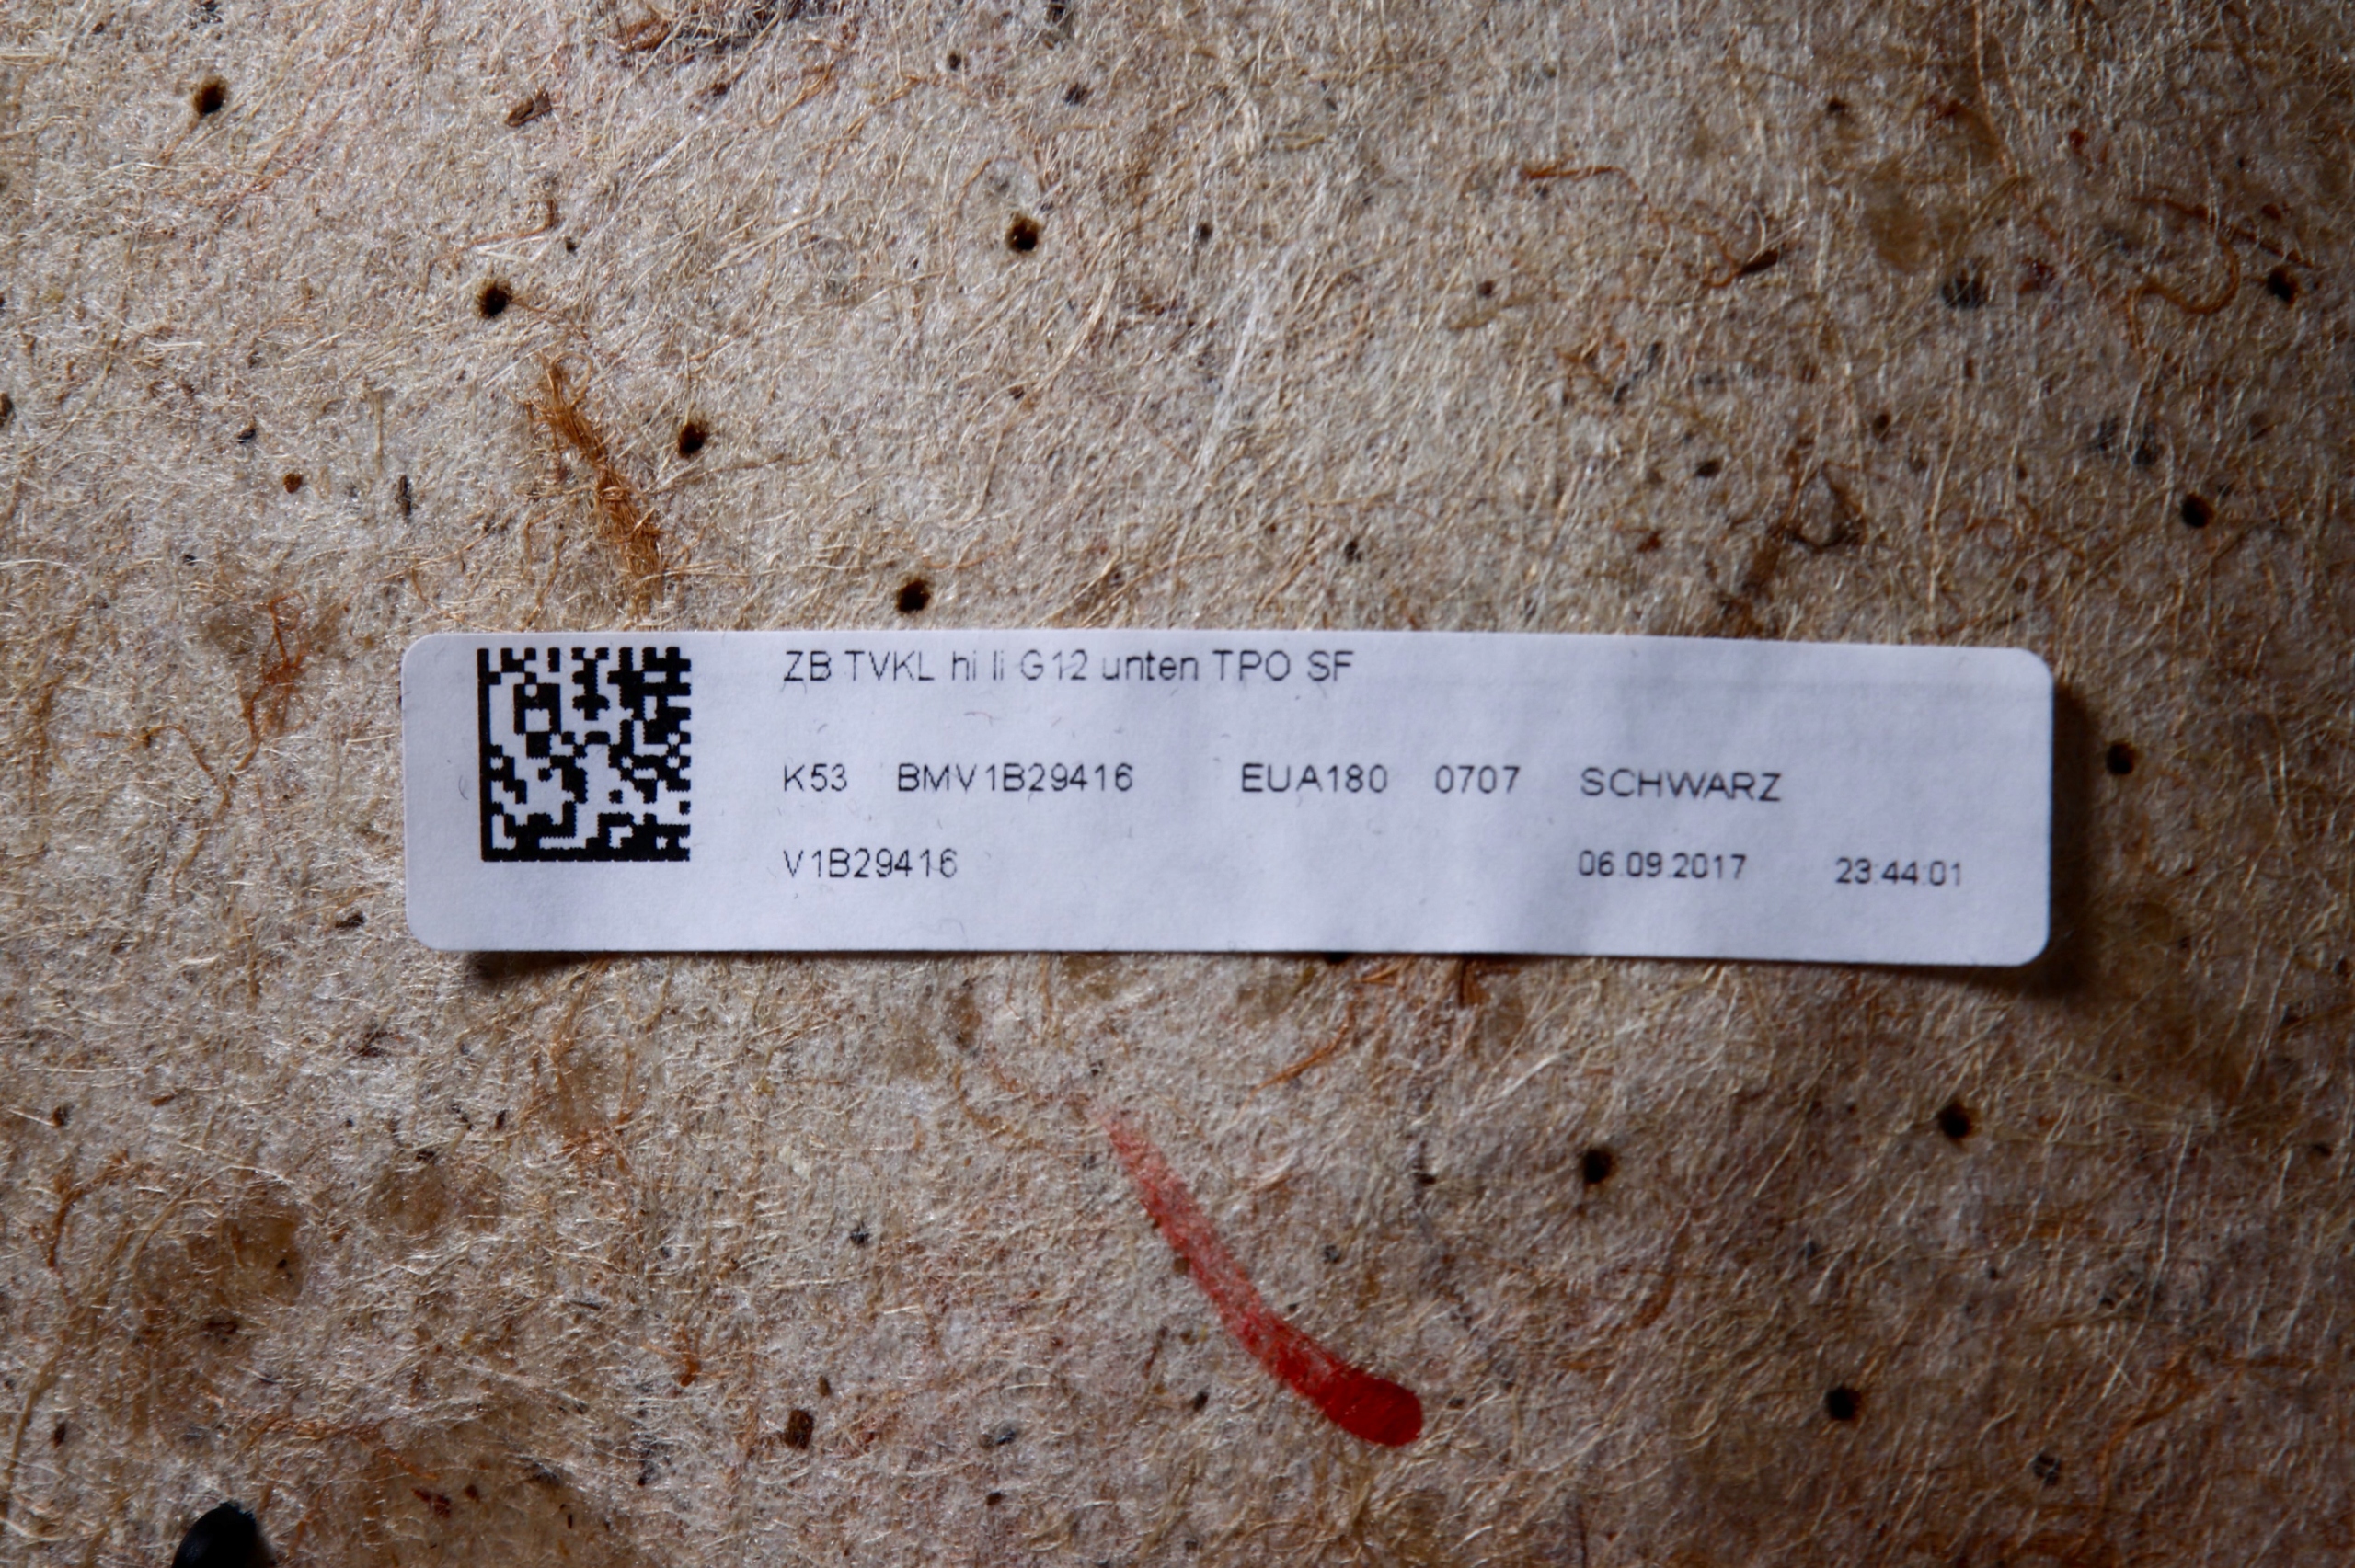 ZB TVKL hi li G12 unten TPO SF
K53 BMV1B29416 EUA180 0707 SCHWARZ
V1B29416 06.09.2017 23:44:01